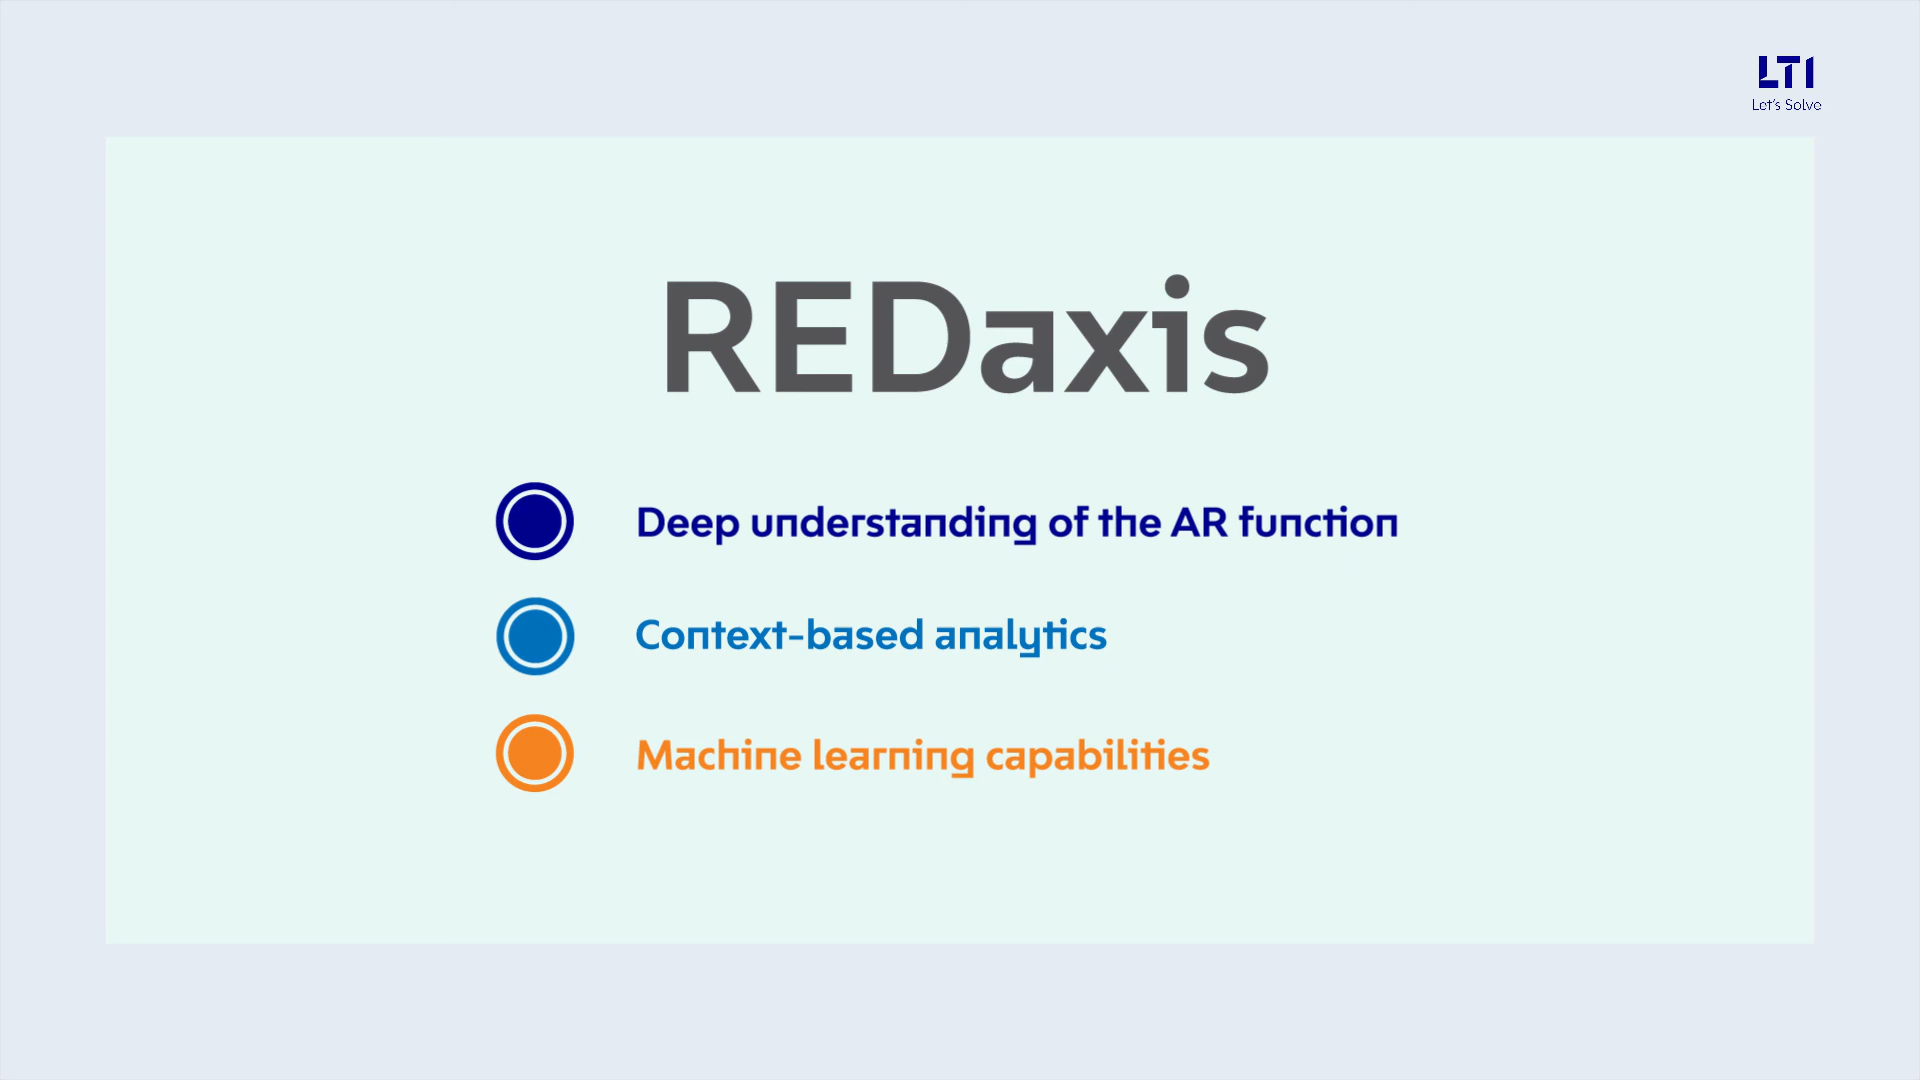 LTI
Let's Solve
REDaxis
Deep understanding of the AR function
Context-based analytics
Machine learning capabilities